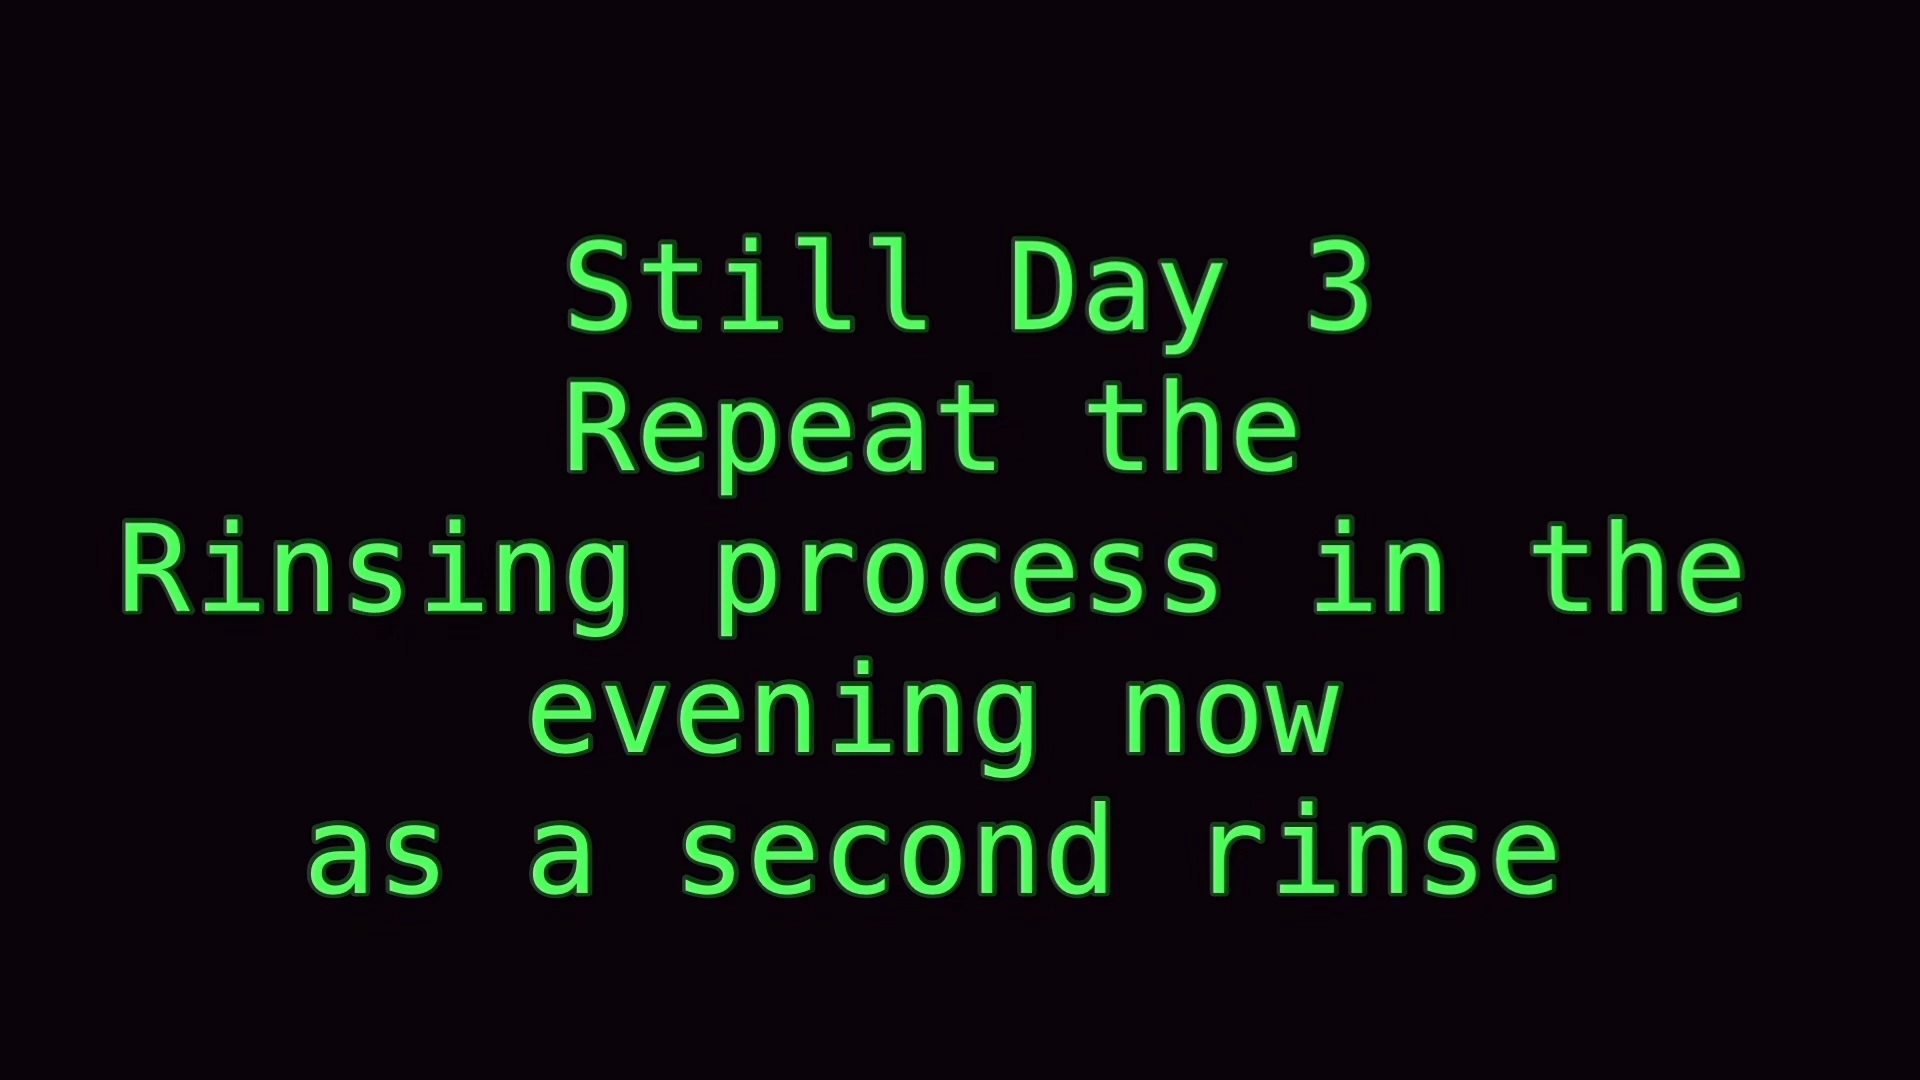 Still Day 3
Repeat the
Rinsing process in the
evening now
as a second rinse